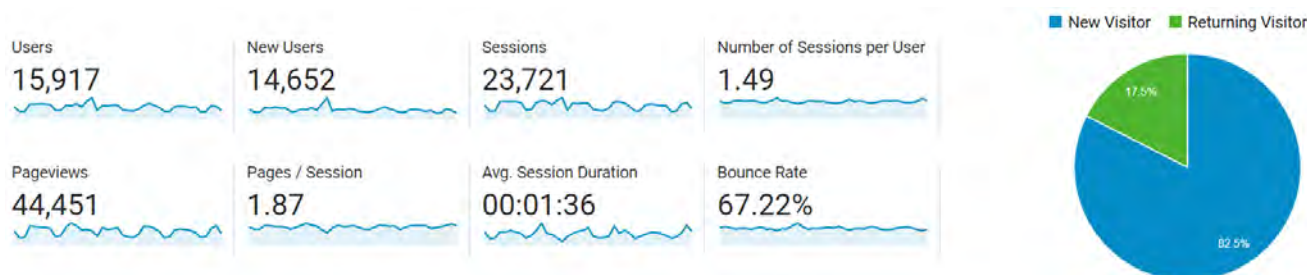 New Visitor Returning Visitor
Users New Users Sessions Number of Sessions per User
15,917 14,652 23,721 1.49
17.5%
Pageviews Pages / Session Avg. Session Duration Bounce Rate
44,451 1.87 00:01:36 67.22%
82.5%